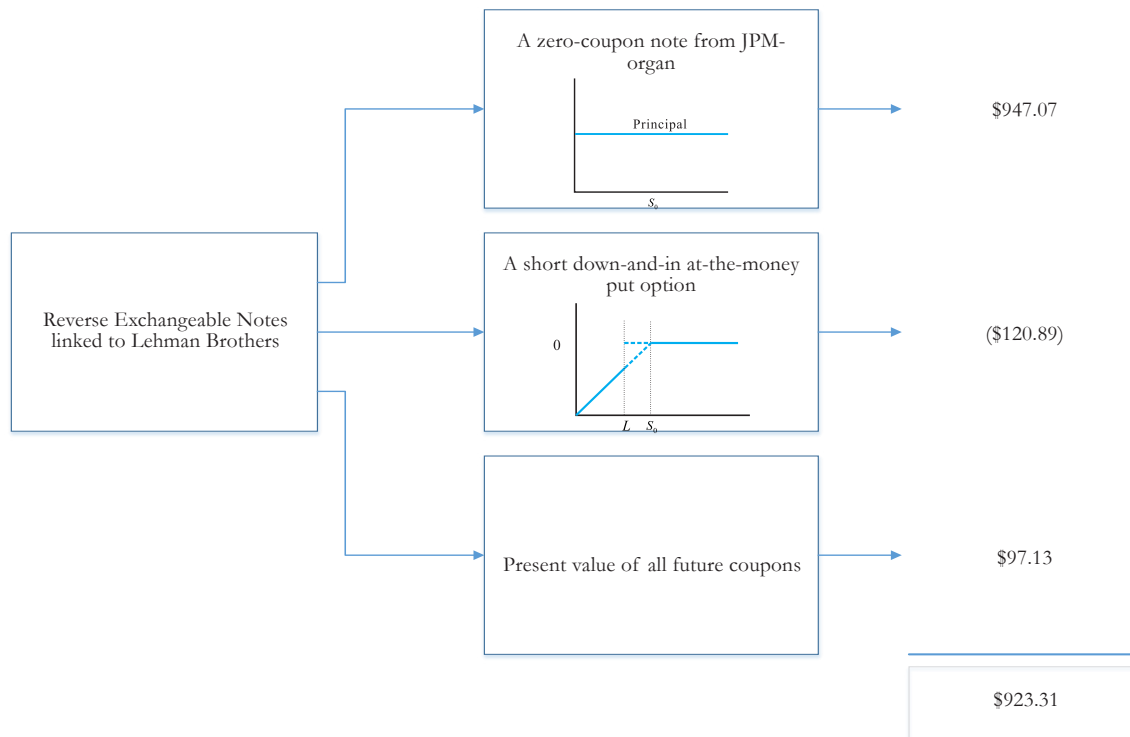 A zero-coupon note from JPM-
organ
Principal
S₀
$947.07
Reverse Exchangeable Notes
linked to Lehman Brothers
A short down-and-in at-the-money
put option
0
L S₀
($120.89)
Present value of all future coupons
$97.13
$923.31